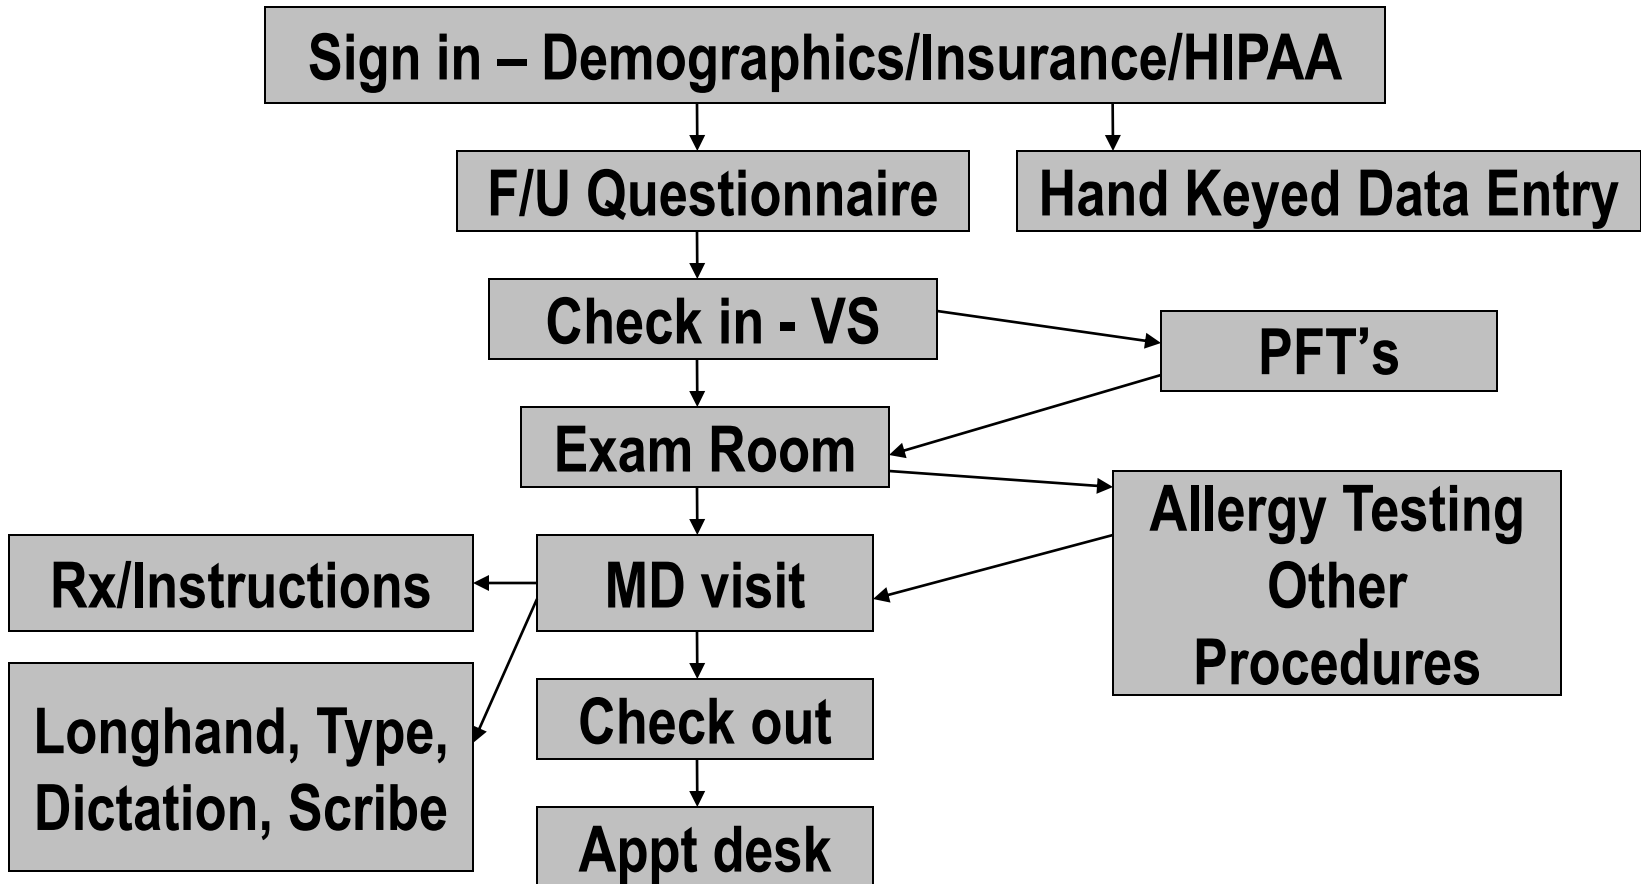 Sign in – Demographics/Insurance/HIPAA
F/U Questionnaire
Hand Keyed Data Entry
Check in - VS
PFT’s
Exam Room
Allergy Testing
Other
Procedures
Rx/Instructions
MD visit
Longhand, Type,
Dictation, Scribe
Check out
Appt desk